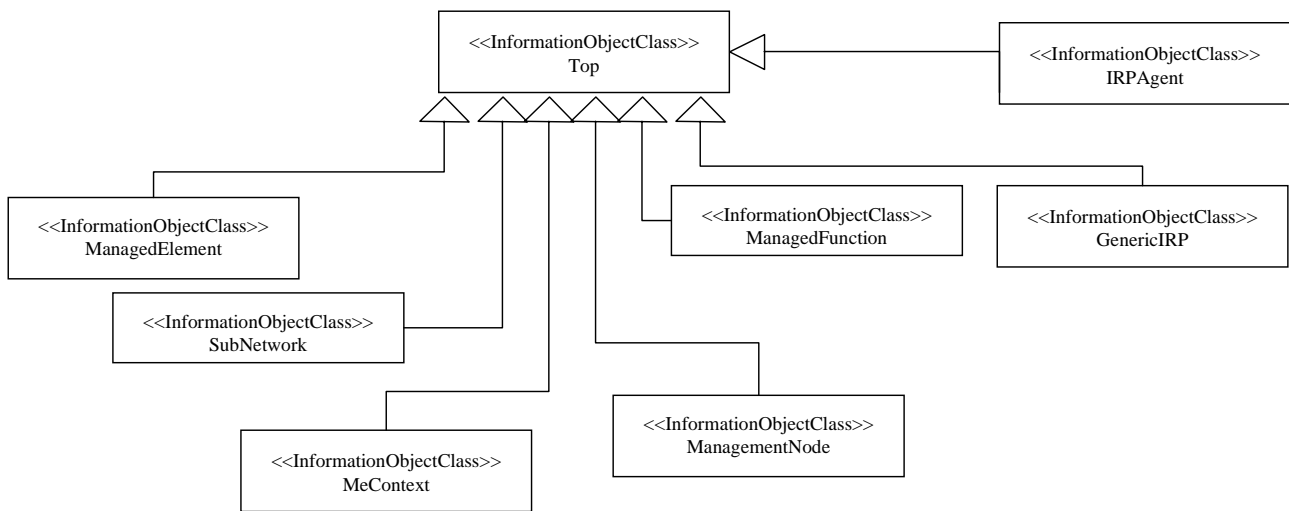 <<InformationObjectClass>>
Top
<<InformationObjectClass>>
IRPAgent
<<InformationObjectClass>>
ManagedElement
<<InformationObjectClass>>
ManagedFunction
<<InformationObjectClass>>
GenericIRP
<<InformationObjectClass>>
SubNetwork
<<InformationObjectClass>>
ManagementNode
<<InformationObjectClass>>
MeContext